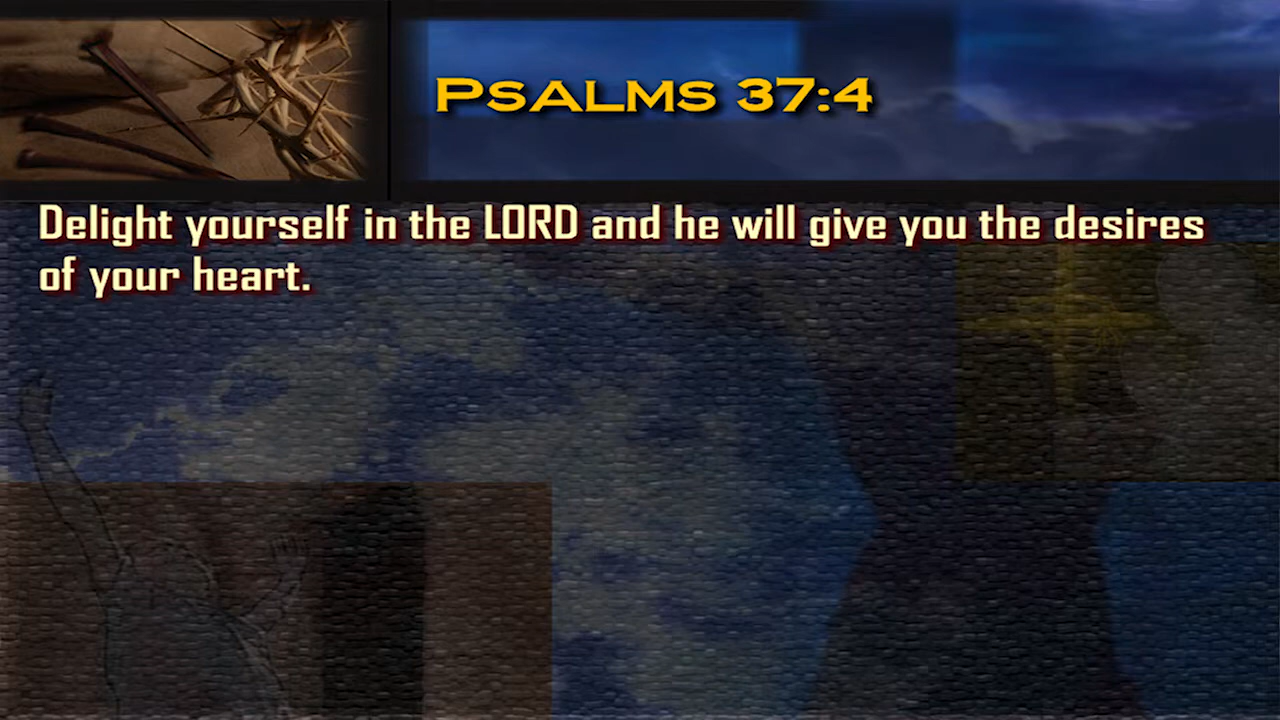 Psalms 37:4
Delight yourself in the LORD and he will give you the desires
of your heart.